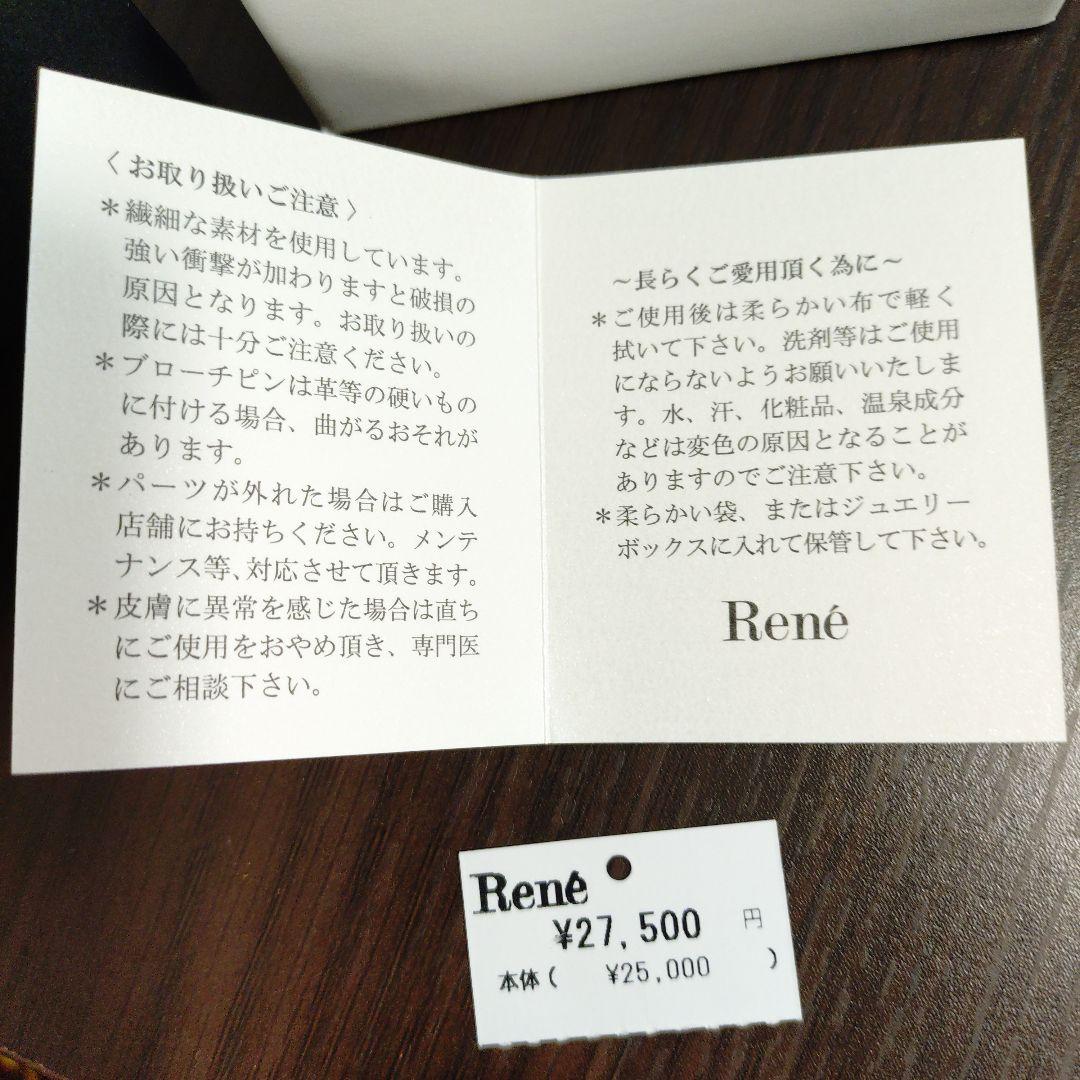 〈お取り扱いご注意〉
＊繊細な素材を使用しています。
強い衝撃が加わりますと破損の
原因となります。お取り扱いの
際には十分ご注意ください。
＊ブローチピンは革等の硬いもの
に付ける場合、曲がるおそれが
あります。
＊パーツが外れた場合はご購入
店舗にお持ちください。メンテ
ナンス等、対応させて頂きます。
＊皮膚に異常を感じた場合は直ち
にご使用をおやめ頂き、専門医
にご相談下さい。
～長らくご愛用頂く為に～
＊ご使用後は柔らかい布で軽く
拭いて下さい。洗剤等はご使用
にならないようお願いいたしま
す。水、汗、化粧品、温泉成分
などは変色の原因となることが
ありますのでご注意下さい。
＊柔らかい袋、またはジュエリー
ボックスに入れて保管して下さい。
René
René
¥27,500 円
本体( ¥25,000 )